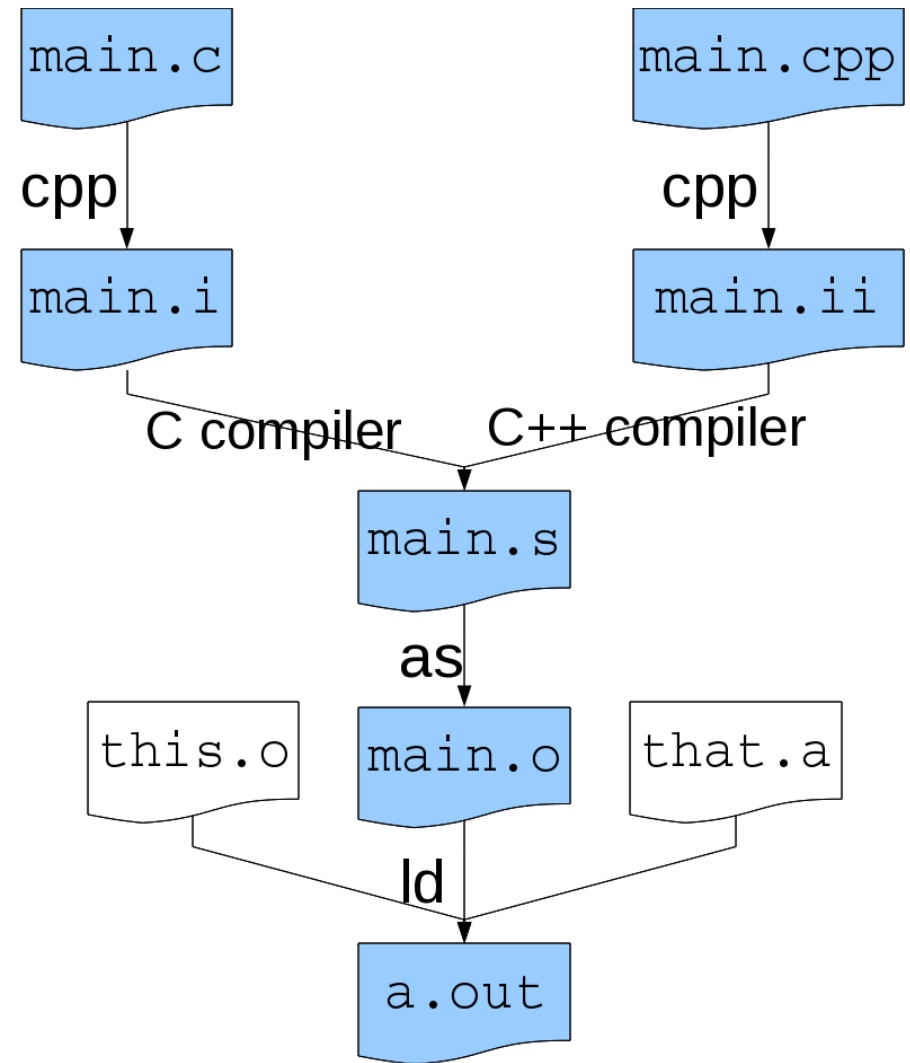 main.c
main.cpp
cpp
cpp
main.i
main.ii
C compiler
C++ compiler
main.s
as
this.o
main.o
that.a
ld
a.out